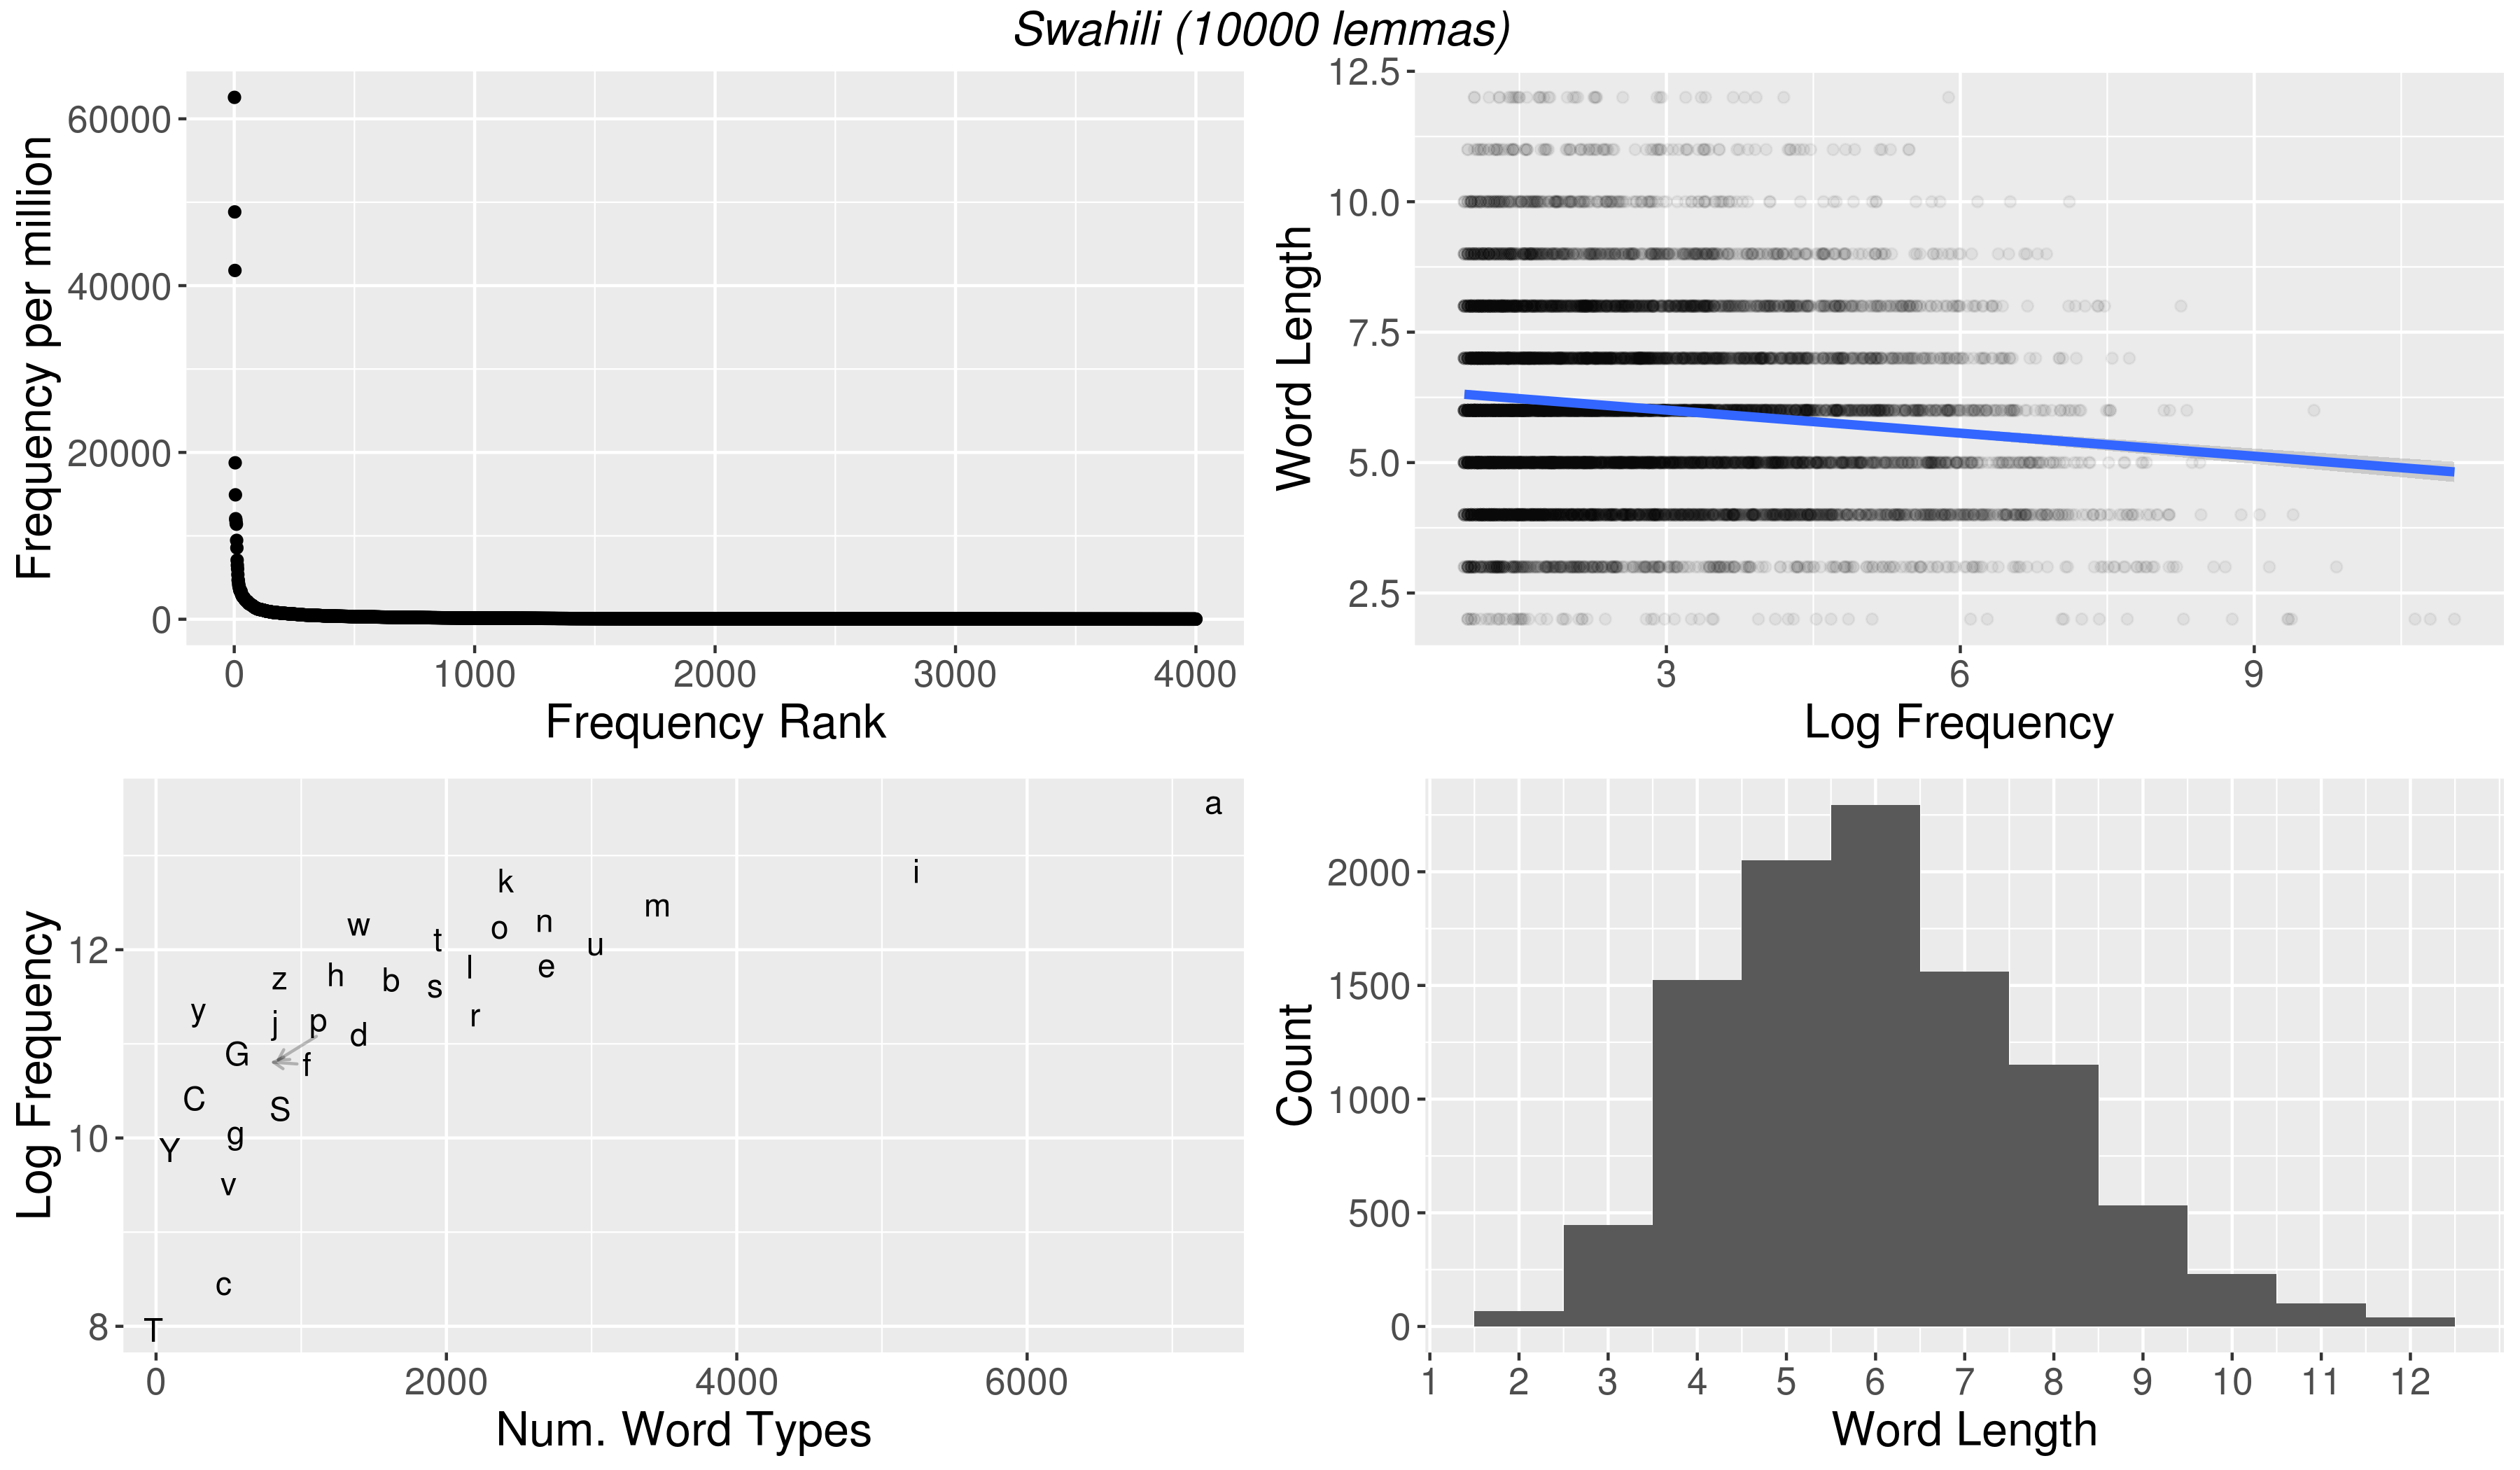 Swahili (10000 lemmas)
Frequency per million
60000
40000
20000
0
0 1000 2000 3000 4000
Frequency Rank
Word Length
12.5
10.0
7.5
5.0
2.5
3 6 9
Log Frequency
Log Frequency
12
10
8
a
i
k
m
w
o
n
t
u
z
h
b
s
l
e
y
j
p
d
r
G
f
C
S
g
Y
v
c
T
0 2000 4000 6000
Num. Word Types
Count
2000
1500
1000
500
0
1 2 3 4 5 6 7 8 9 10 11 12
Word Length